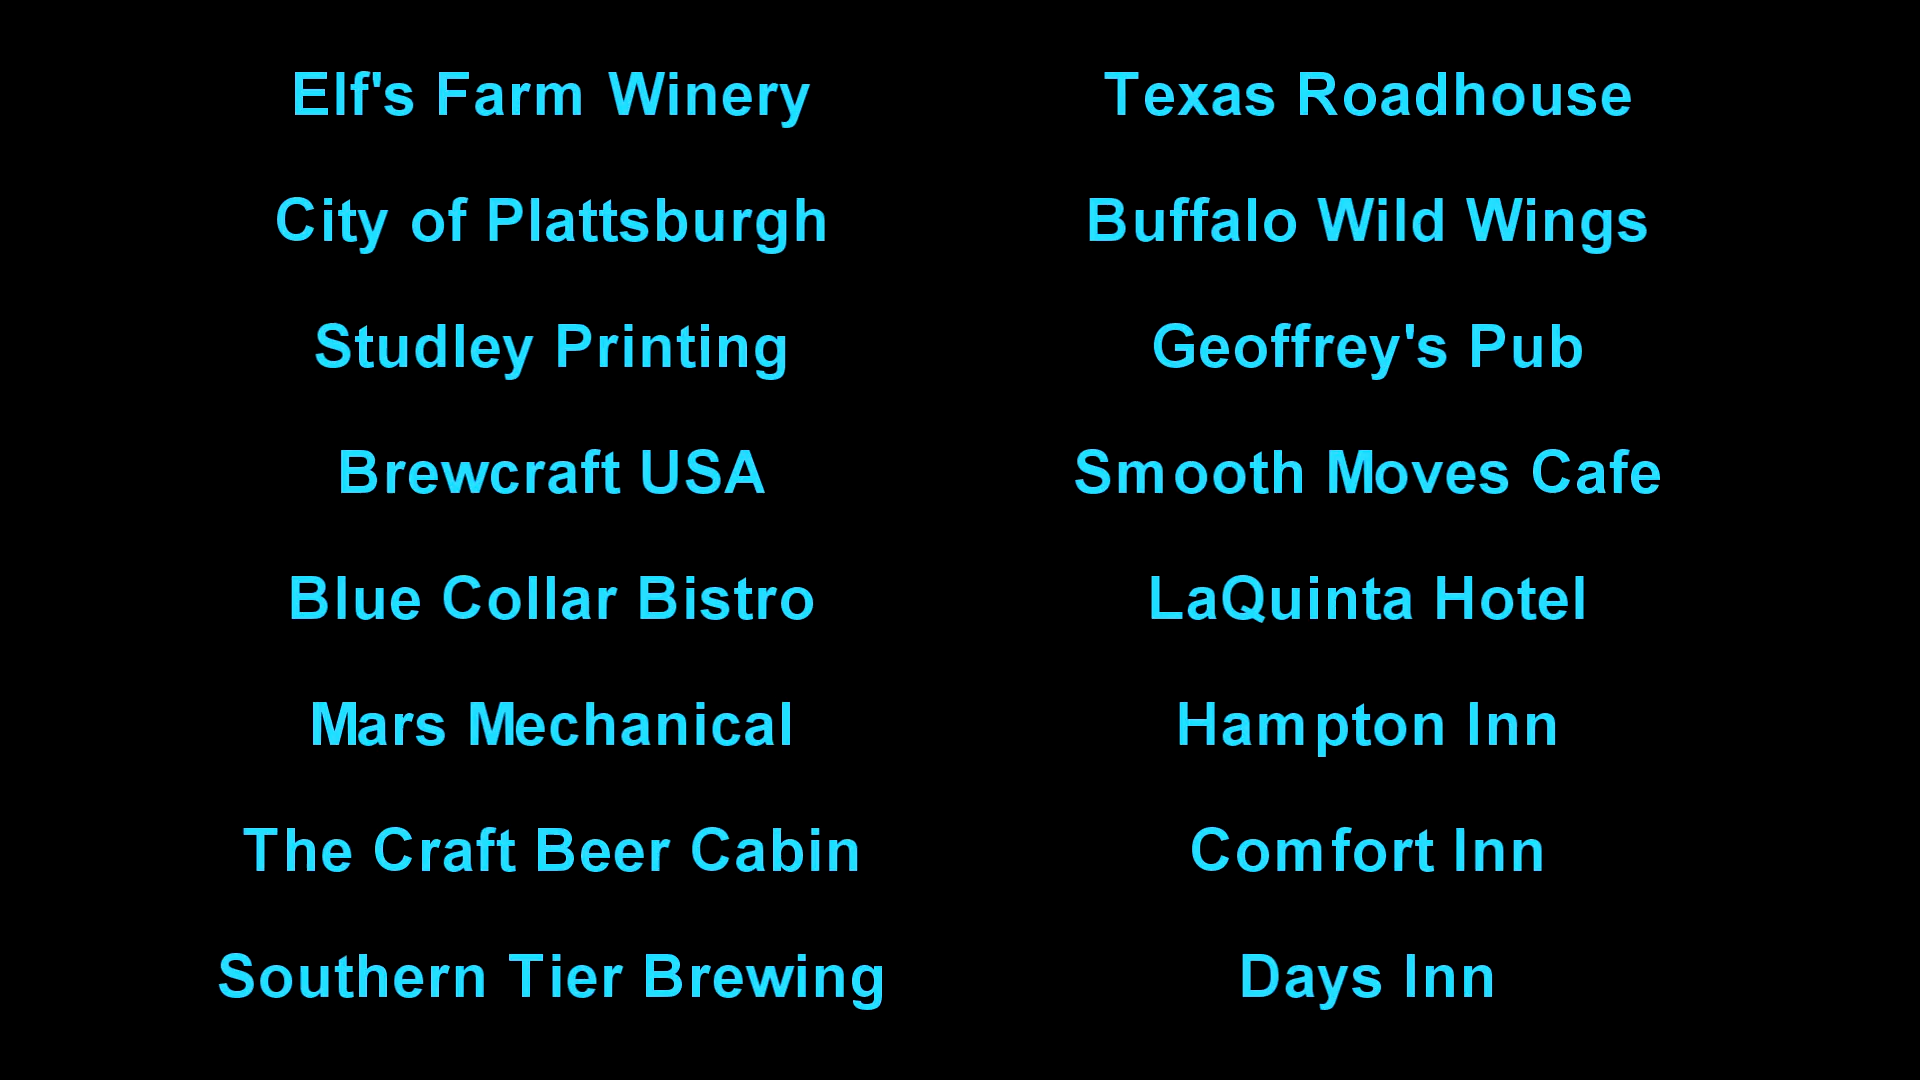 Elf's Farm Winery
City of Plattsburgh
Studley Printing
Brewcraft USA
Blue Collar Bistro
Mars Mechanical
The Craft Beer Cabin
Southern Tier Brewing
Texas Roadhouse
Buffalo Wild Wings
Geoffrey's Pub
Smooth Moves Cafe
LaQuinta Hotel
Hampton Inn
Comfort Inn
Days Inn